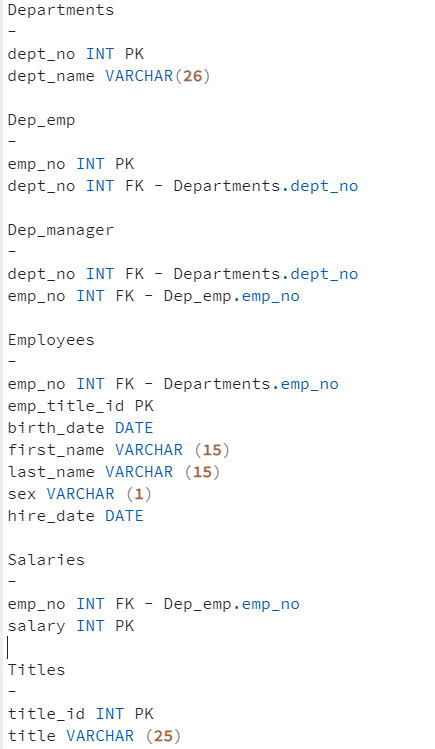 Departments
-
dept_no INT PK
dept_name VARCHAR(26)
Dep_emp
-
emp_no INT PK
dept_no INT FK - Departments.dept_no
Dep_manager
-
dept_no INT FK - Departments.dept_no
emp_no INT FK - Dep_emp.emp_no
Employees
-
emp_no INT FK - Departments.emp_no
emp_title_id PK
birth_date DATE
first_name VARCHAR (15)
last_name VARCHAR (15)
sex VARCHAR (1)
hire_date DATE
Salaries
-
emp_no INT FK - Dep_emp.emp_no
salary INT PK
Titles
-
title_id INT PK
title VARCHAR (25)